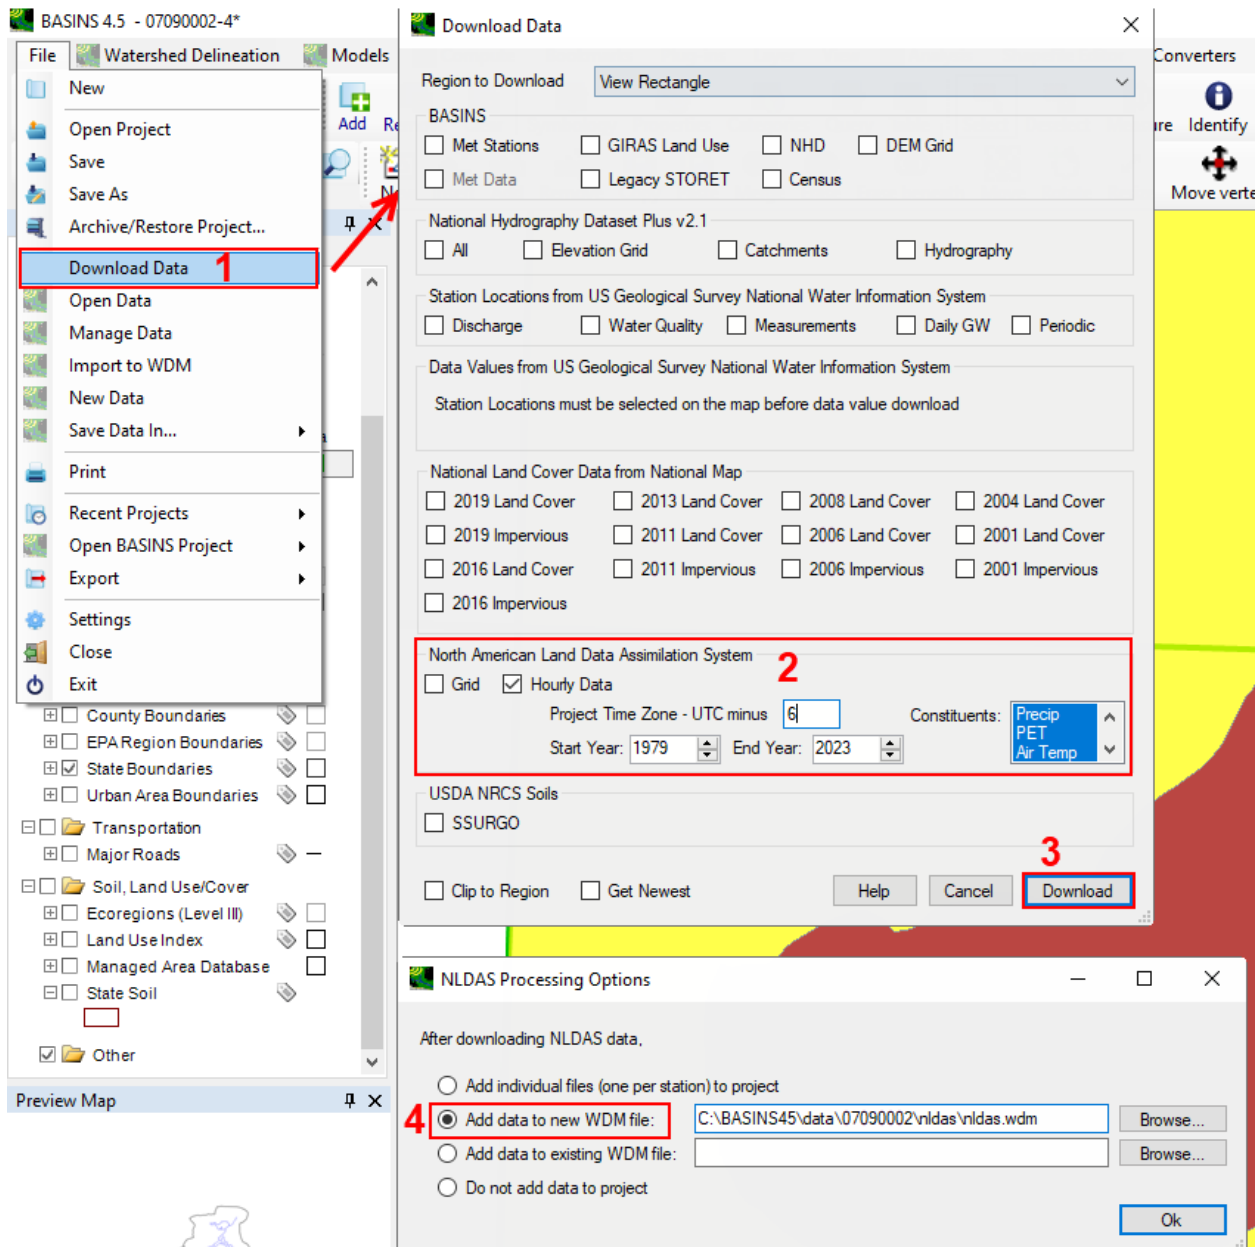 BASINS 4.5 - 07090002-4*
File Watershed Delineation Models
New
Open Project
Save
Save As
Archive/Restore Project...
Download Data 1
Open Data
Manage Data
Import to WDM
New Data
Save Data In...
Print
Recent Projects
Open BASINS Project
Export
Settings
Close
Exit
Add
County Boundaries
EPA Region Boundaries
State Boundaries
Urban Area Boundaries
Transportation
Major Roads
Soil, Land Use/Cover
Ecoregions (Level III)
Land Use Index
Managed Area Database
State Soil
Other
Preview Map
Download Data
Region to Download View Rectangle
BASINS
Met Stations GIRAS Land Use NHD DEM Grid
Met Data Legacy STORET Census
National Hydrography Dataset Plus v2.1
All Elevation Grid Catchments Hydrography
Station Locations from US Geological Survey National Water Information System
Discharge Water Quality Measurements Daily GW Periodic
Data Values from US Geological Survey National Water Information System
Station Locations must be selected on the map before data value download
National Land Cover Data from National Map
2019 Land Cover 2013 Land Cover 2008 Land Cover 2004 Land Cover
2019 Impervious 2011 Land Cover 2006 Land Cover 2001 Land Cover
2016 Land Cover 2011 Impervious 2006 Impervious 2001 Impervious
2016 Impervious
North American Land Data Assimilation System 2
Grid Hourly Data
Project Time Zone - UTC minus 6 Constituents: Precip
PET
Start Year: 1979 End Year: 2023 Air Temp
USDA NRCS Soils
SSURGO
3
Clip to Region Get Newest Help Cancel Download
Converters
Identify
Move verte
NLDAS Processing Options
After downloading NLDAS data,
Add individual files (one per station) to project
4 Add data to new WDM file: C:\BASINS45\data\07090002\nldas\nldas.wdm Browse...
Add data to existing WDM file: Browse...
Do not add data to project
Ok